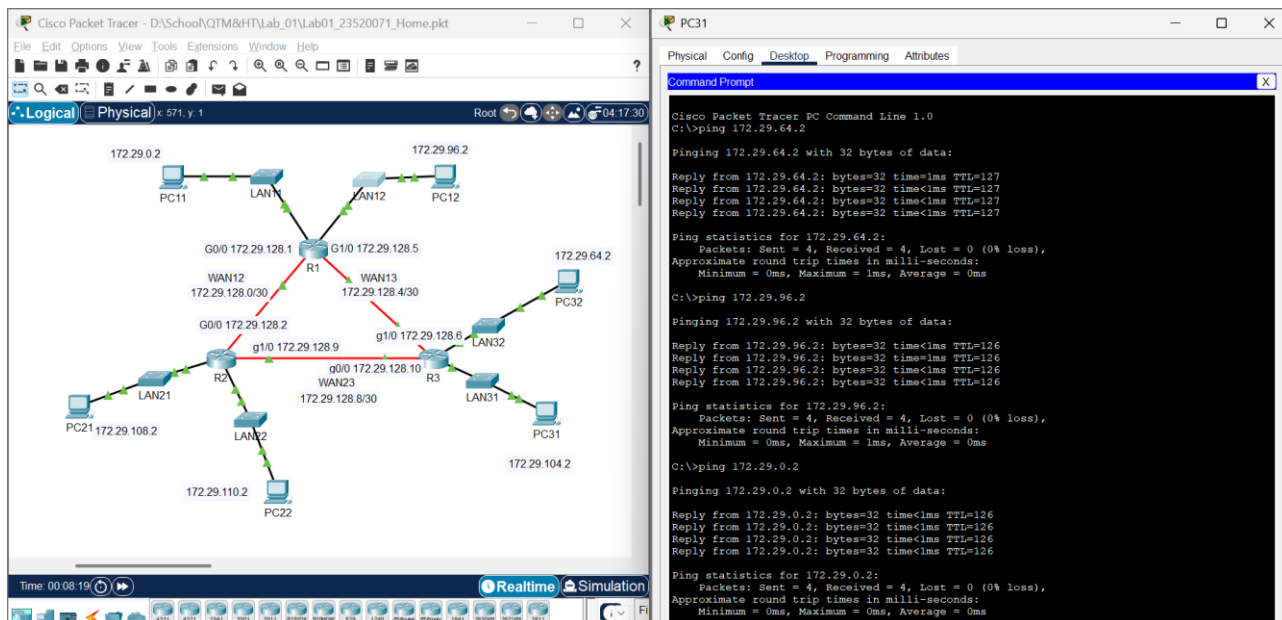 Cisco Packet Tracer - D:\School\QTM&HT\Lab_01\Lab01_23520071_Home.pkt
File Edit Options View Tools Extensions Window Help
?
Logical Physical x: 571, y: 1 Root 04:17:30
172.29.0.2
172.29.96.2
PC11
LAN11
LAN12
PC12
G0/0 172.29.128.1
G1/0 172.29.128.5
R1
172.29.64.2
WAN12
172.29.128.0/30
WAN13
172.29.128.4/30
PC32
G0/0 172.29.128.2
g1/0 172.29.128.6
LAN32
g1/0 172.29.128.9
g0/0 172.29.128.10
R2
R3
WAN23
172.29.128.8/30
LAN21
LAN31
PC21
172.29.108.2
LAN22
PC31
172.29.104.2
172.29.110.2
PC22
Time: 00:08:19
Realtime Simulation
4331 4321 1941 2901 2911 829 1240 1841 2811
Fi
PC31
Physical Config Desktop Programming Attributes
Command Prompt X
Cisco Packet Tracer PC Command Line 1.0
C:\>ping 172.29.64.2
Pinging 172.29.64.2 with 32 bytes of data:
Reply from 172.29.64.2: bytes=32 time=1ms TTL=127
Reply from 172.29.64.2: bytes=32 time<1ms TTL=127
Reply from 172.29.64.2: bytes=32 time<1ms TTL=127
Reply from 172.29.64.2: bytes=32 time<1ms TTL=127
Ping statistics for 172.29.64.2:
Packets: Sent = 4, Received = 4, Lost = 0 (0% loss),
Approximate round trip times in milli-seconds:
Minimum = 0ms, Maximum = 1ms, Average = 0ms
C:\>ping 172.29.96.2
Pinging 172.29.96.2 with 32 bytes of data:
Reply from 172.29.96.2: bytes=32 time<1ms TTL=126
Reply from 172.29.96.2: bytes=32 time=1ms TTL=126
Reply from 172.29.96.2: bytes=32 time<1ms TTL=126
Reply from 172.29.96.2: bytes=32 time<1ms TTL=126
Ping statistics for 172.29.96.2:
Packets: Sent = 4, Received = 4, Lost = 0 (0% loss),
Approximate round trip times in milli-seconds:
Minimum = 0ms, Maximum = 1ms, Average = 0ms
C:\>ping 172.29.0.2
Pinging 172.29.0.2 with 32 bytes of data:
Reply from 172.29.0.2: bytes=32 time<1ms TTL=126
Reply from 172.29.0.2: bytes=32 time<1ms TTL=126
Reply from 172.29.0.2: bytes=32 time<1ms TTL=126
Reply from 172.29.0.2: bytes=32 time<1ms TTL=126
Ping statistics for 172.29.0.2:
Packets: Sent = 4, Received = 4, Lost = 0 (0% loss),
Approximate round trip times in milli-seconds:
Minimum = 0ms, Maximum = 0ms, Average = 0ms